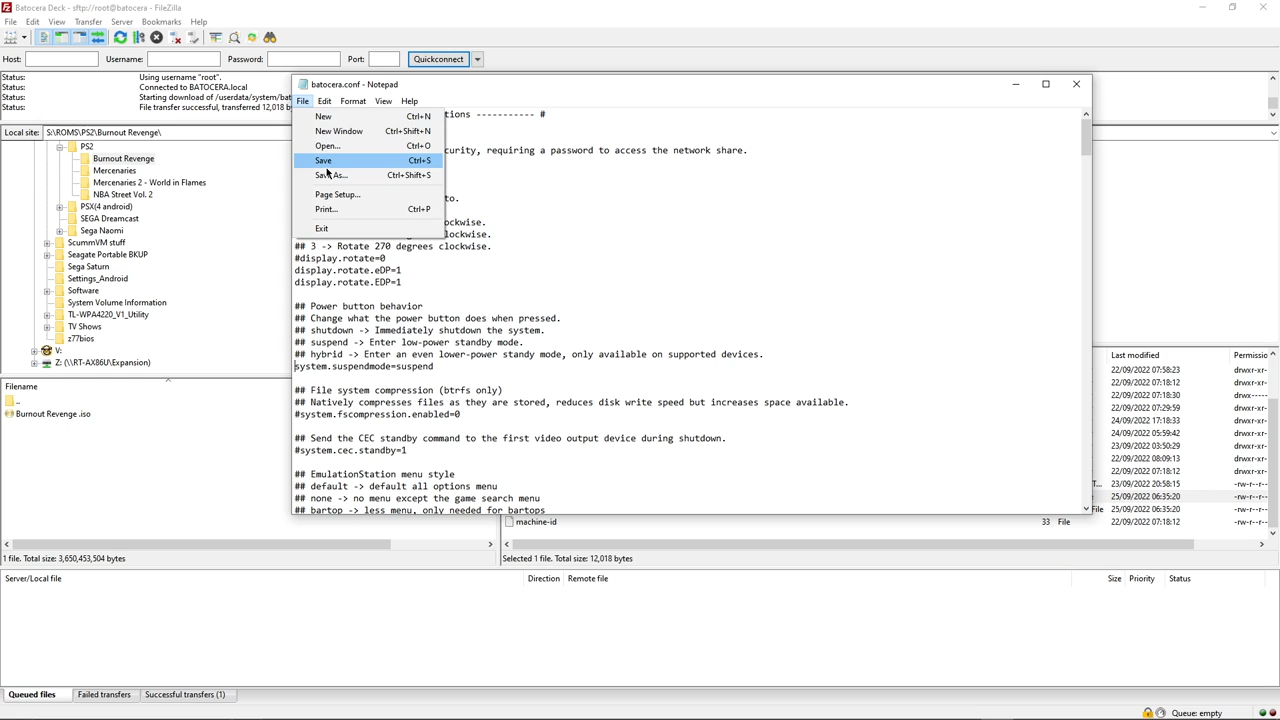 Batocera Deck - sftp://root@batocera - FileZilla
File Edit View Transfer Server Bookmarks Help
Host: Username: Password: Port: Quickconnect
Status: Using username "root".
Status: Connected to BATOCERA.local
Status: Starting download of /userdata/system/bat
Status: File transfer successful, transferred 12,018 b
Local site: S:\ROMS\PS2\Burnout Revenge\
PS2
Burnout Revenge
Mercenaries
Mercenaries 2 - World in Flames
NBA Street Vol. 2
PSX(4 android)
SEGA Dreamcast
Sega Naomi
ScummVM stuff
Seagate Portable BKUP
Sega Saturn
Settings_Android
Software
System Volume Information
TL-WPA4220_V1_Utility
TV Shows
z77bios
V:
Z: (\\RT-AX86U\Expansion)
Filename
..
Burnout Revenge .iso
1 file. Total size: 3,650,453,504 bytes
batocera.conf - Notepad
File Edit Format View Help
New Ctrl+N
New Window Ctrl+Shift+N
Open... Ctrl+O
Save Ctrl+S
Save As... Ctrl+Shift+S
Page Setup...
Print... Ctrl+P
Exit
tions ----------- #
curity, requiring a password to access the network share.
to.
ockwise.
lockwise.
## 3 -> Rotate 270 degrees clockwise.
#display.rotate=0
display.rotate.eDP=1
display.rotate.EDP=1
## Power button behavior
## Change what the power button does when pressed.
## shutdown -> Immediately shutdown the system.
## suspend -> Enter low-power standby mode.
## hybrid -> Enter an even lower-power standy mode, only available on supported devices.
system.suspendmode=suspend
## File system compression (btrfs only)
## Natively compresses files as they are stored, reduces disk write speed but increases space available.
#system.fscompression.enabled=0
## Send the CEC standby command to the first video output device during shutdown.
#system.cec.standby=1
## EmulationStation menu style
## default -> default all options menu
## none -> no menu except the game search menu
## bartop -> less menu, only needed for bartops
Last modified Permissio
22/09/2022 07:58:23 drwxr-xr-
22/09/2022 07:18:30 drwx-----
22/09/2022 07:29:59 drwxr-xr-
24/09/2022 17:18:33 drwxr-xr-
24/09/2022 05:59:42 drwxr-xr-
23/09/2022 03:50:29 drwxr-xr-
22/09/2022 08:09:13 drwxr-xr-
22/09/2022 07:18:12 drwxr-xr-
T... 23/09/2022 20:58:15 -rw-r--r--
25/09/2022 06:35:20 -rw-r--r--
File 25/09/2022 06:35:20 -rw-r--r--
machine-id 33 File 22/09/2022 07:18:12 -rw-r--r--
Selected 1 file. Total size: 12,018 bytes
Server/Local file Direction Remote file Size Priority Status
Queued files Failed transfers Successful transfers (1)
Queue: empty